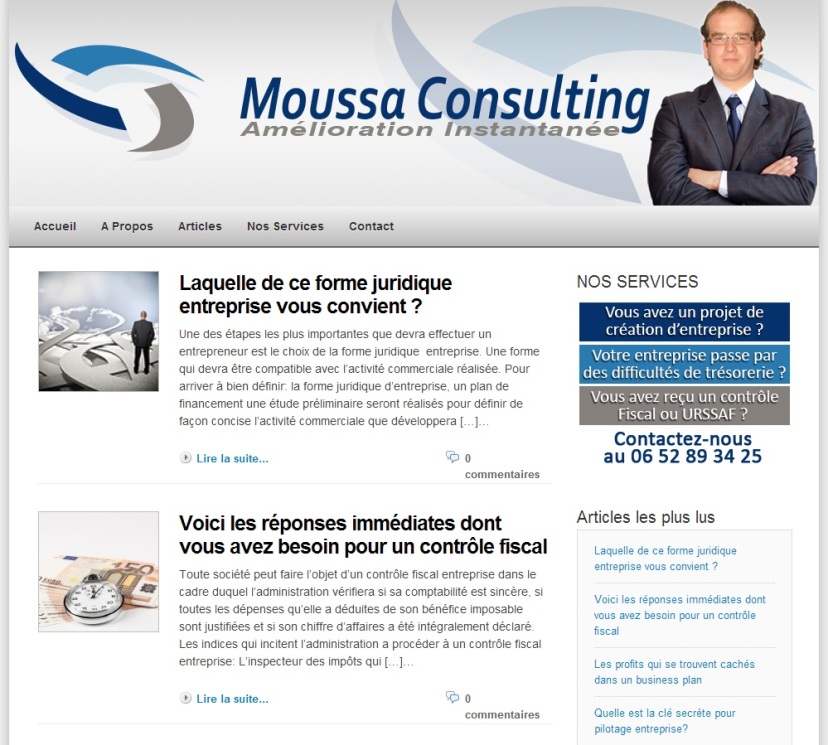 Moussa Consulting
Amélioration Instantanée
Accueil A Propos Articles Nos Services Contact
Laquelle de ce forme juridique
entreprise vous convient ?
Une des étapes les plus importantes que devra effectuer un
entrepreneur est le choix de la forme juridique entreprise. Une forme
qui devra être compatible avec l'activité commerciale réalisée. Pour
arriver à bien définir: la forme juridique d'entreprise, un plan de
financement une étude préliminaire seront réalisés pour définir de
façon concise l'activité commerciale que développera [...]...
Lire la suite...
0
commentaires
Voici les réponses immédiates dont
vous avez besoin pour un contrôle fiscal
Toute société peut faire l'objet d'un contrôle fiscal entreprise dans le
cadre duquel l'administration vérifiera si sa comptabilité est sincère, si
toutes les dépenses qu'elle a déduites de son bénéfice imposable
sont justifiées et si son chiffre d'affaires a été intégralement déclaré.
Les indices qui incitent l'administration a procéder à un contrôle fiscal
entreprise: L'inspecteur des impôts qui [...]...
Lire la suite...
0
commentaires
NOS SERVICES
Vous avez un projet de
création d'entreprise ?
Votre entreprise passe par
des difficultés de trésorerie ?
Vous avez reçu un contrôle
Fiscal ou URSSAF ?
Contactez-nous
au 06 52 89 34 25
Articles les plus lus
Laquelle de ce forme juridique
entreprise vous convient ?
Voici les réponses immédiates dont
vous avez besoin pour un contrôle
fiscal
Les profits qui se trouvent cachés
dans un business plan
Quelle est la clé secrète pour
pilotage entreprise?